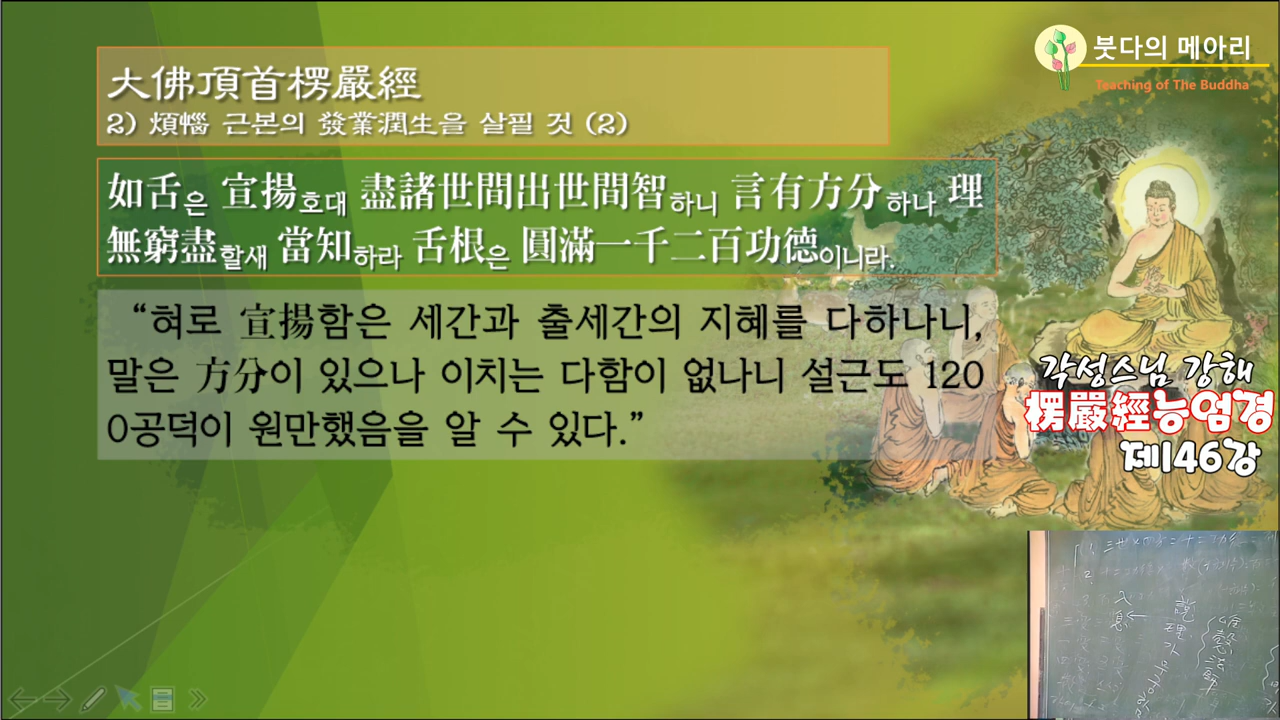 大佛頂首楞嚴經
2) 煩惱 근본의 發業潤生을 살필 것 (2)
如舌은 宣揚호대 盡諸世間出世間智하니 言有方分하나 理
無窮盡할새 當知하라 舌根은 圓滿一千二百功德이니라.
“혀로 宣揚함은 세간과 출세간의 지혜를 다하나니,
말은 方分이 있으나 이치는 다함이 없나니 설근도 120
0공덕이 원만했음을 알 수 있다.”
붓다의 메아리
Teaching of The Buddha
각성스님 강해
楞嚴經능엄경
제146강